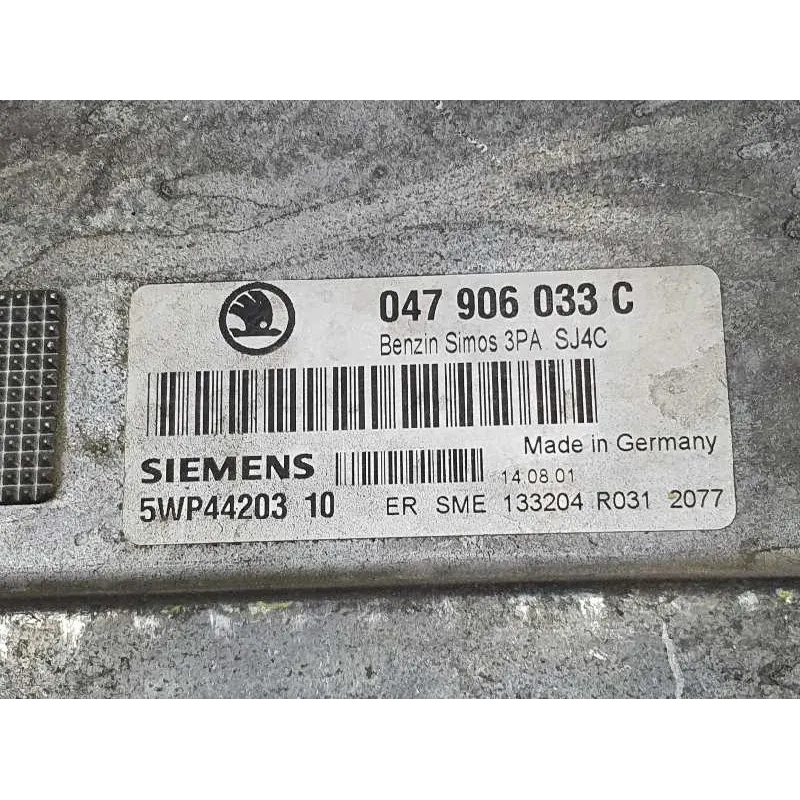 047 906 033 C
Benzin Simos 3PA SJ4C
Made in Germany
SIEMENS 14.08.01
5WP44203 10 ER SME 133204 R031 2077